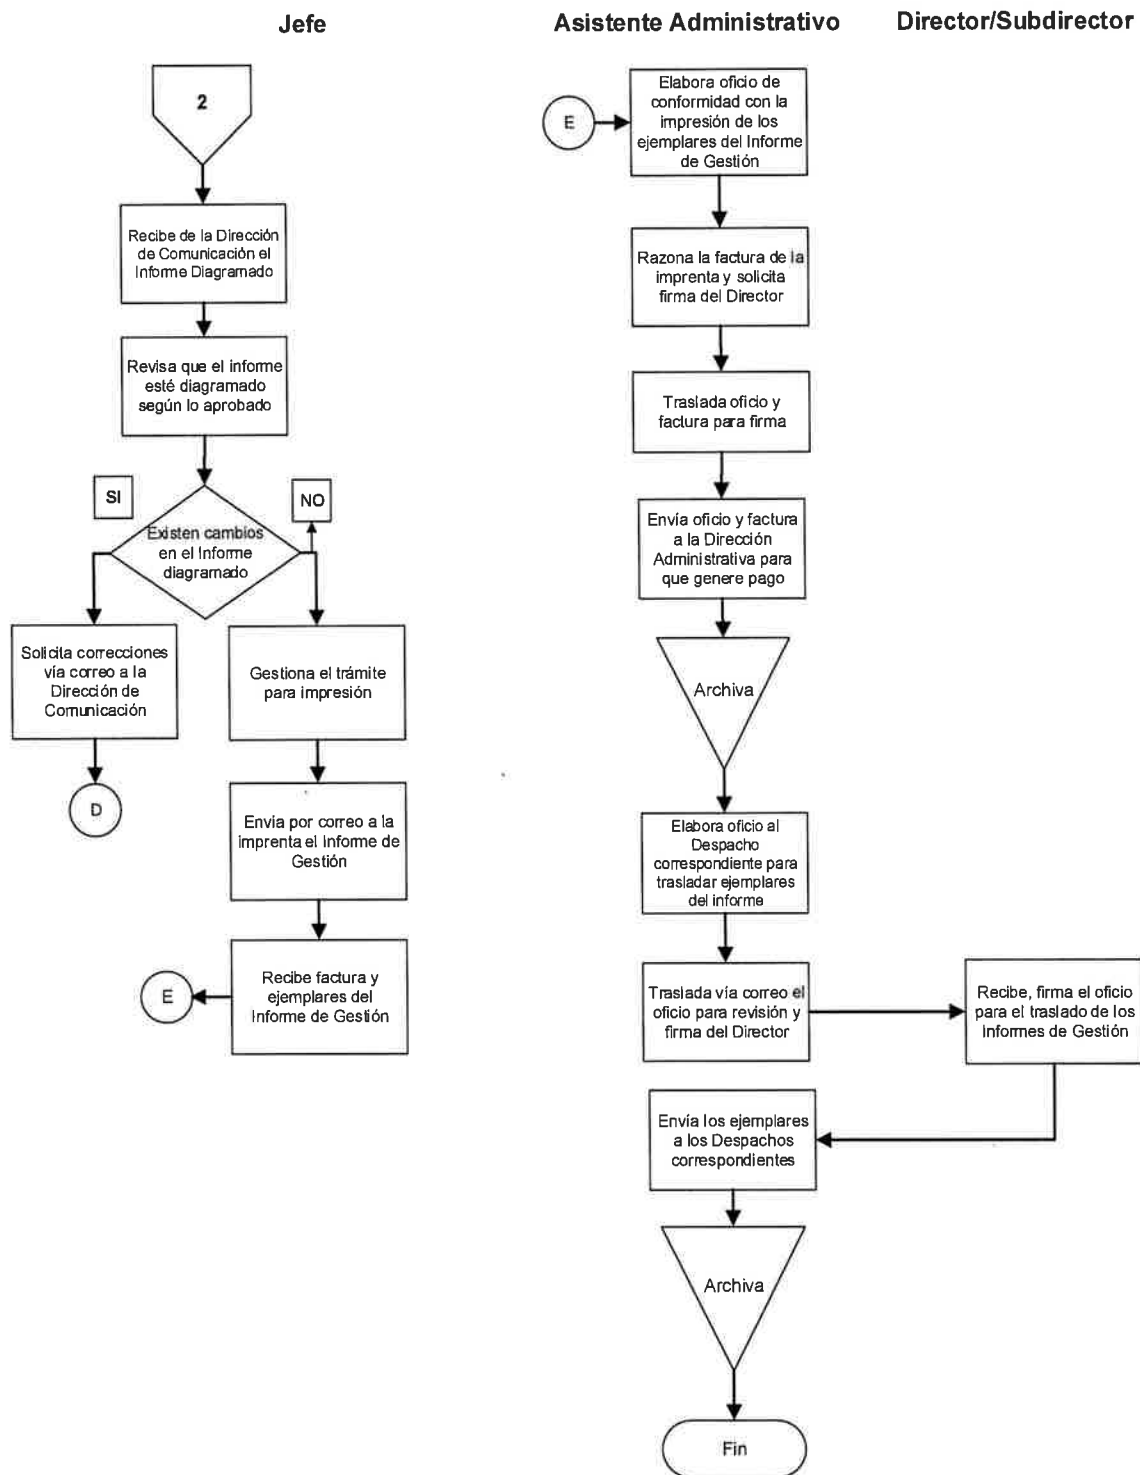 Jefe
Asistente Administrativo
Director/Subdirector
2
Recibe de la Dirección
de Comunicación el
Informe Diagramado
Revisa que el informe
esté diagramado
según lo aprobado
SI
NO
Existen cambios
en el Informe
diagramado
Solicita correcciones
vía correo a la
Dirección de
Comunicación
D
Gestiona el trámite
para impresión
Envía por correo a la
imprenta el Informe de
Gestión
Recibe factura y
ejemplares del
Informe de Gestión
E
E
Elabora oficio de
conformidad con la
impresión de los
ejemplares del Informe
de Gestión
Razona la factura de la
imprenta y solicita
firma del Director
Traslada oficio y
factura para firma
Envía oficio y factura
a la Dirección
Administrativa para
que genere pago
Archiva
Elabora oficio al
Despacho
correspondiente para
trasladar ejemplares
del informe
Traslada vía correo el
oficio para revisión y
firma del Director
Recibe, firma el oficio
para el traslado de los
Informes de Gestión
Envía los ejemplares
a los Despachos
correspondientes
Archiva
Fin